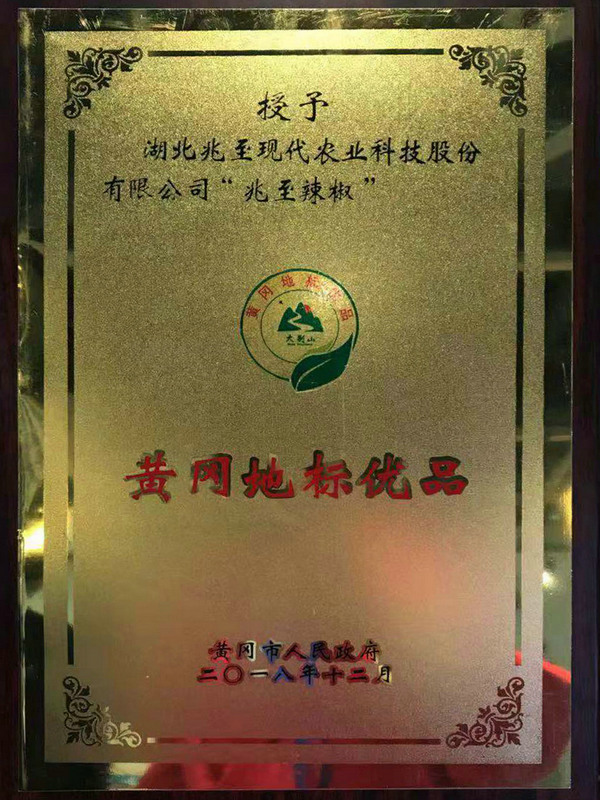 授予
湖北兆至现代农业科技股份
有限公司“兆至辣椒”
黄冈地标优品
大别山
黄冈地标优品
黄冈市人民政府
二〇一八年十二月